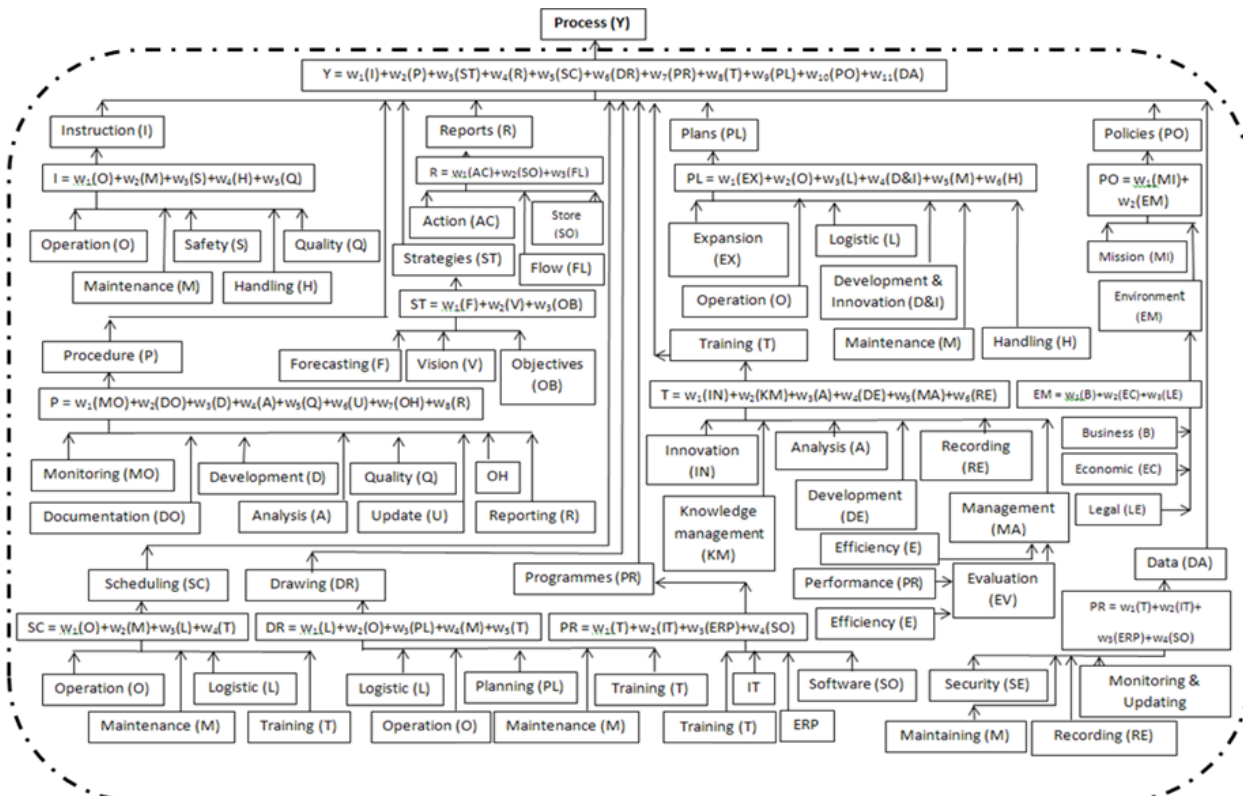 Process (Y)
Y = w₁(I)+w₂(P)+w₃(ST)+w₄(R)+w₅(SC)+w₆(DR)+w₇(PR)+w₈(T)+w₉(PL)+w₁₀(PO)+w₁₁(DA)
Instruction (I)
I = w₁(O)+w₂(M)+w₃(S)+w₄(H)+w₅(Q)
Operation (O)
Safety (S)
Quality (Q)
Maintenance (M)
Handling (H)
Reports (R)
R = w₁(AC)+w₂(SO)+w₃(FL)
Action (AC)
Store
(SO)
Flow (FL)
Strategies (ST)
ST = w₁(F)+w₂(V)+w₃(OB)
Forecasting (F)
Vision (V)
Objectives
(OB)
Plans (PL)
PL = w₁(EX)+w₂(O)+w₃(L)+w₄(D&I)+w₅(M)+w₆(H)
Expansion
(EX)
Logistic (L)
Operation (O)
Development &
Innovation (D&I)
Maintenance (M)
Handling (H)
Policies (PO)
PO = w₁(MI)+
w₂(EM)
Mission (MI)
Environment
(EM)
EM = w₁(B)+w₂(EC)+w₃(LE)
Business (B)
Economic (EC)
Legal (LE)
Procedure (P)
P = w₁(MO)+w₂(DO)+w₃(D)+w₄(A)+w₅(Q)+w₆(U)+w₇(OH)+w₈(R)
Monitoring (MO)
Development (D)
Quality (Q)
OH
Documentation (DO)
Analysis (A)
Update (U)
Reporting (R)
Training (T)
T = w₁(IN)+w₂(KM)+w₃(A)+w₄(DE)+w₅(MA)+w₆(RE)
Innovation
(IN)
Analysis (A)
Recording
(RE)
Knowledge
management
(KM)
Development
(DE)
Management
(MA)
Efficiency (E)
Performance (PR)
Evaluation
(EV)
Efficiency (E)
Scheduling (SC)
SC = w₁(O)+w₂(M)+w₃(L)+w₄(T)
Operation (O)
Logistic (L)
Maintenance (M)
Training (T)
Drawing (DR)
DR = w₁(L)+w₂(O)+w₃(PL)+w₄(M)+w₅(T)
Logistic (L)
Planning (PL)
Training (T)
Operation (O)
Maintenance (M)
Programmes (PR)
PR = w₁(T)+w₂(IT)+w₃(ERP)+w₄(SO)
IT
Software (SO)
Training (T)
ERP
Data (DA)
PR = w₁(T)+w₂(IT)+
w₃(ERP)+w₄(SO)
Security (SE)
Monitoring &
Updating
Maintaining (M)
Recording (RE)